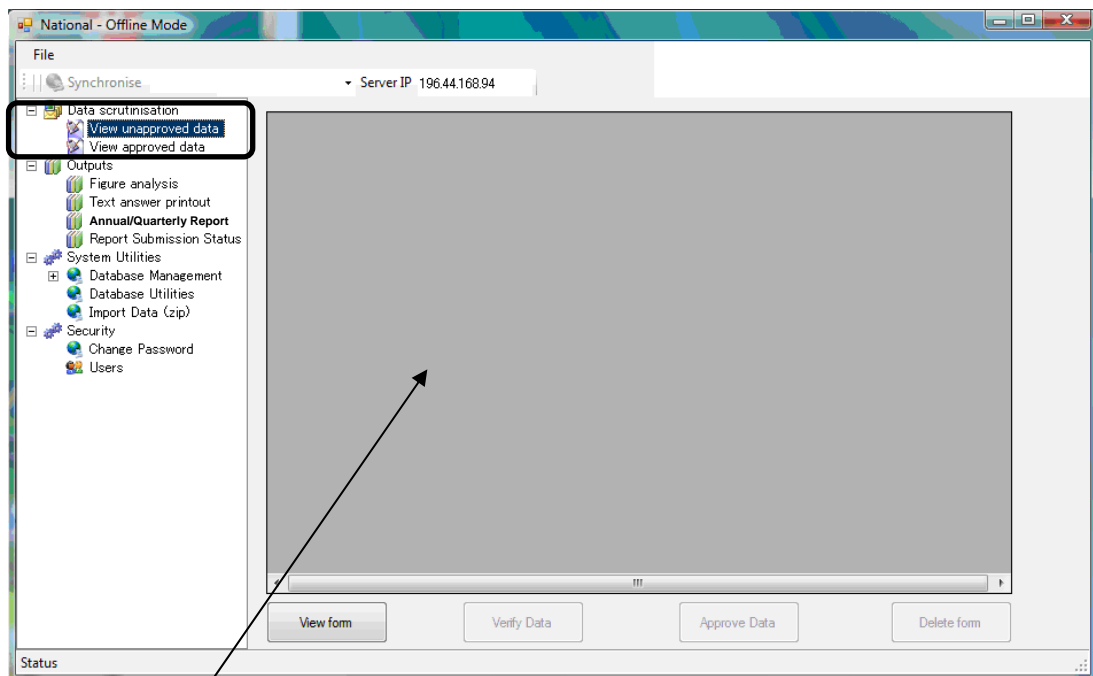 National - Offline Mode
File
Synchronise Server IP 196.44.168.94
Data scrutinisation
View unapproved data
View approved data
Outputs
Figure analysis
Text answer printout
Annual/Quarterly Report
Report Submission Status
System Utilities
Database Management
Database Utilities
Import Data (zip)
Security
Change Password
Users
View form Verify Data Approve Data Delete form
Status